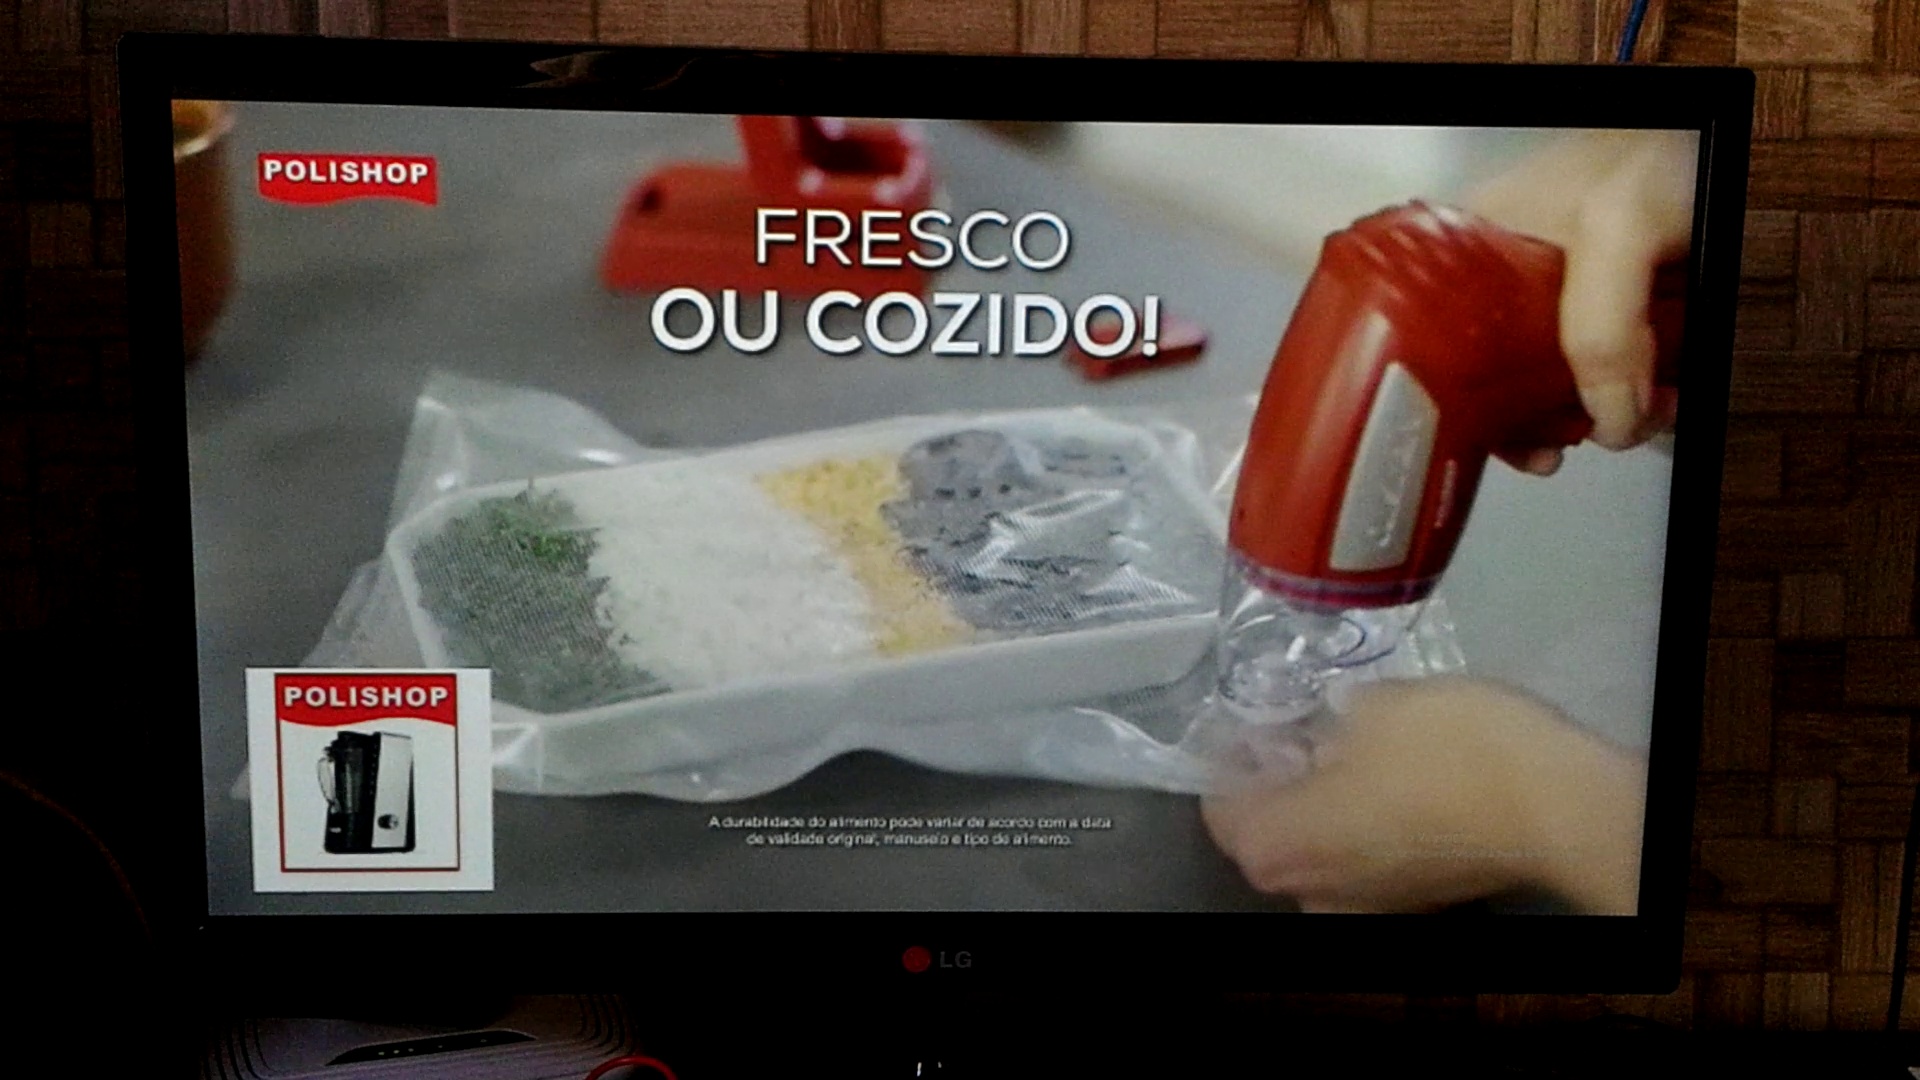 POLISHOP
FRESCO
OU COZIDO!
POLISHOP
A durabilidade do alimento pode variar de acordo com a data
de validade original, manuseio e tipo de alimento.
LG